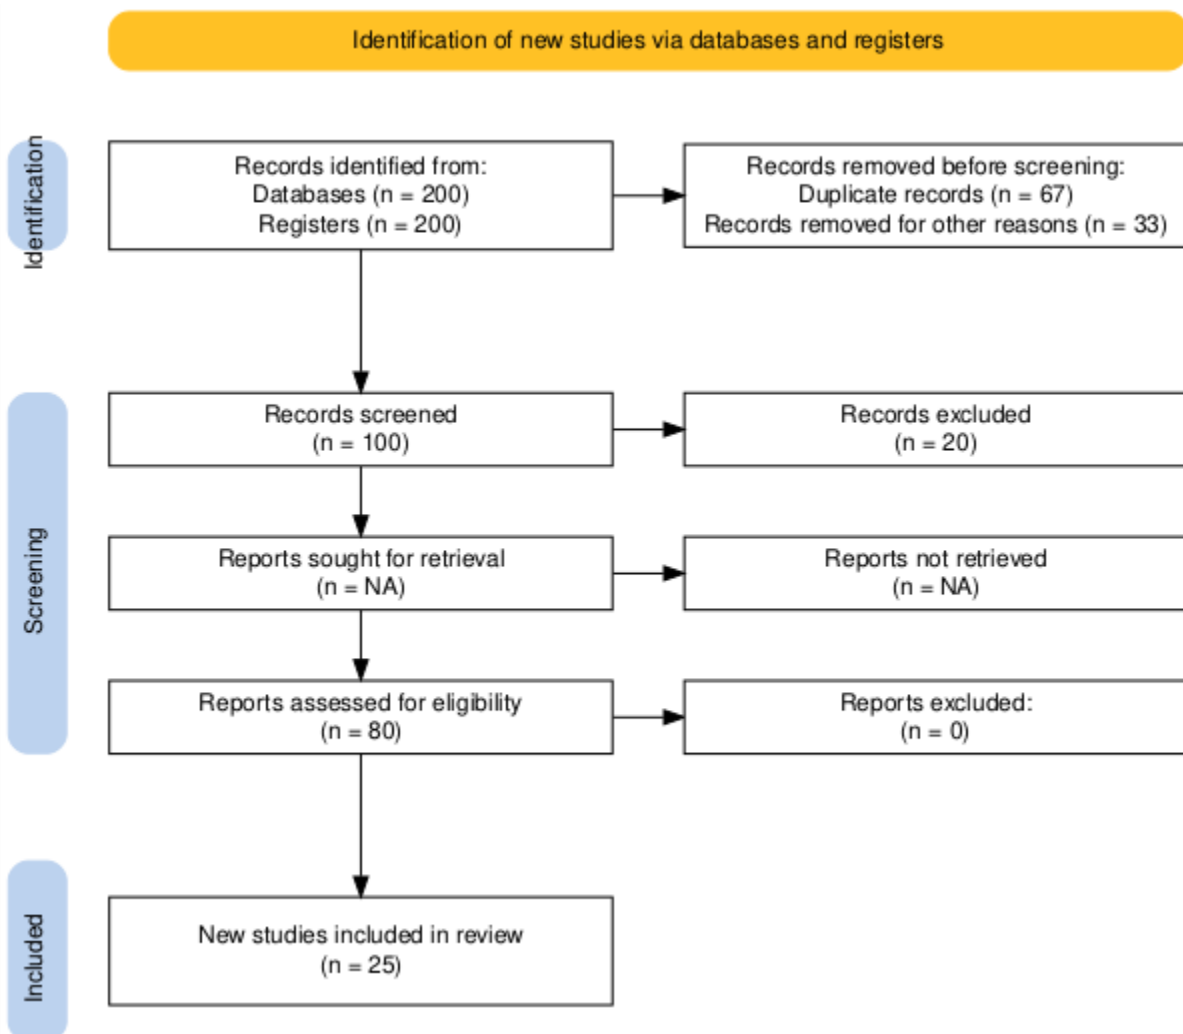 Identification of new studies via databases and registers
Identification
Records identified from:
Databases (n = 200)
Registers (n = 200)
Records removed before screening:
Duplicate records (n = 67)
Records removed for other reasons (n = 33)
Screening
Records screened
(n = 100)
Records excluded
(n = 20)
Reports sought for retrieval
(n = NA)
Reports not retrieved
(n = NA)
Reports assessed for eligibility
(n = 80)
Reports excluded:
(n = 0)
Included
New studies included in review
(n = 25)